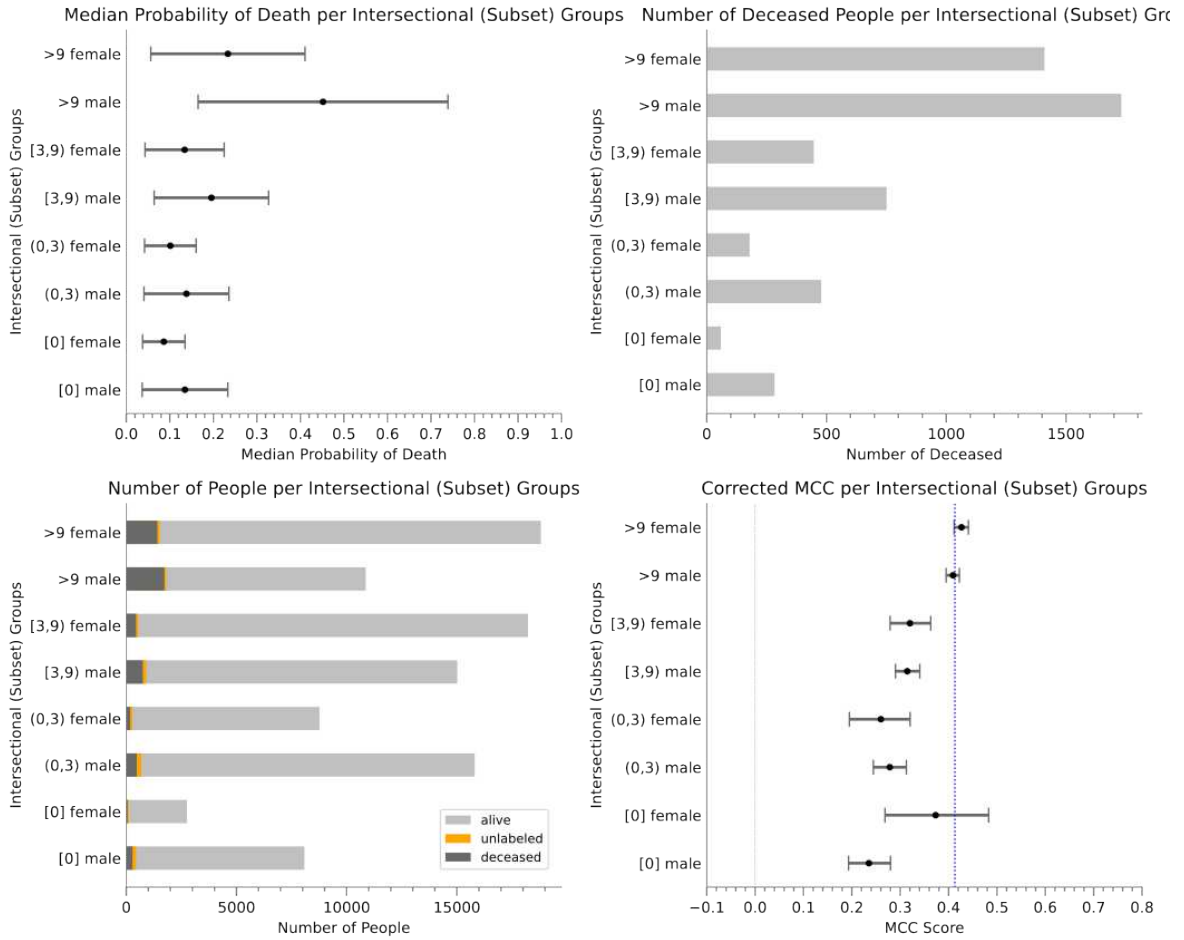 Median Probability of Death per Intersectional (Subset) Groups
Intersectional (Subset) Groups
>9 female
>9 male
[3,9) female
[3,9) male
(0,3) female
(0,3) male
[0] female
[0] male
0.0 0.1 0.2 0.3 0.4 0.5 0.6 0.7 0.8 0.9 1.0
Median Probability of Death
Number of Deceased People per Intersectional (Subset) Gr
Intersectional (Subset) Groups
>9 female
>9 male
[3,9) female
[3,9) male
(0,3) female
(0,3) male
[0] female
[0] male
0 500 1000 1500
Number of Deceased
Number of People per Intersectional (Subset) Groups
Intersectional (Subset) Groups
>9 female
>9 male
[3,9) female
[3,9) male
(0,3) female
(0,3) male
[0] female
[0] male
alive
unlabeled
deceased
0 5000 10000 15000
Number of People
Corrected MCC per Intersectional (Subset) Groups
Intersectional (Subset) Groups
>9 female
>9 male
[3,9) female
[3,9) male
(0,3) female
(0,3) male
[0] female
[0] male
−0.1 0.0 0.1 0.2 0.3 0.4 0.5 0.6 0.7 0.8
MCC Score